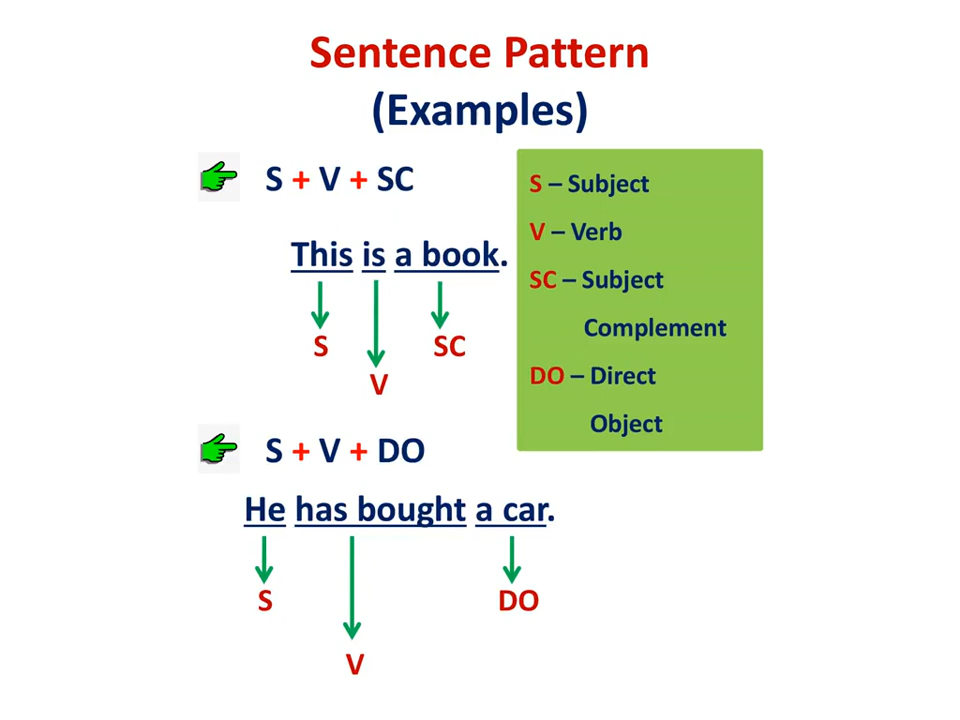 Sentence Pattern
(Examples)
S + V + SC
This is a book.
S
SC
V
S – Subject
V – Verb
SC – Subject
Complement
DO – Direct
Object
S + V + DO
He has bought a car.
S
DO
V